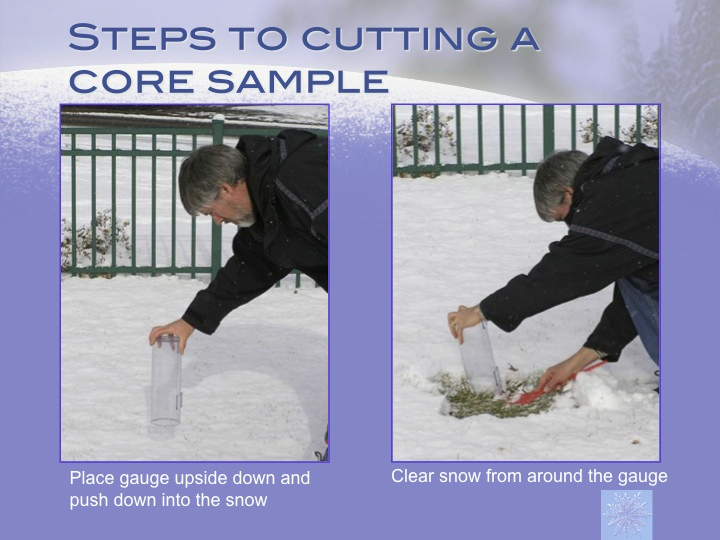 Steps to cutting a
core sample
Place gauge upside down and
push down into the snow
Clear snow from around the gauge